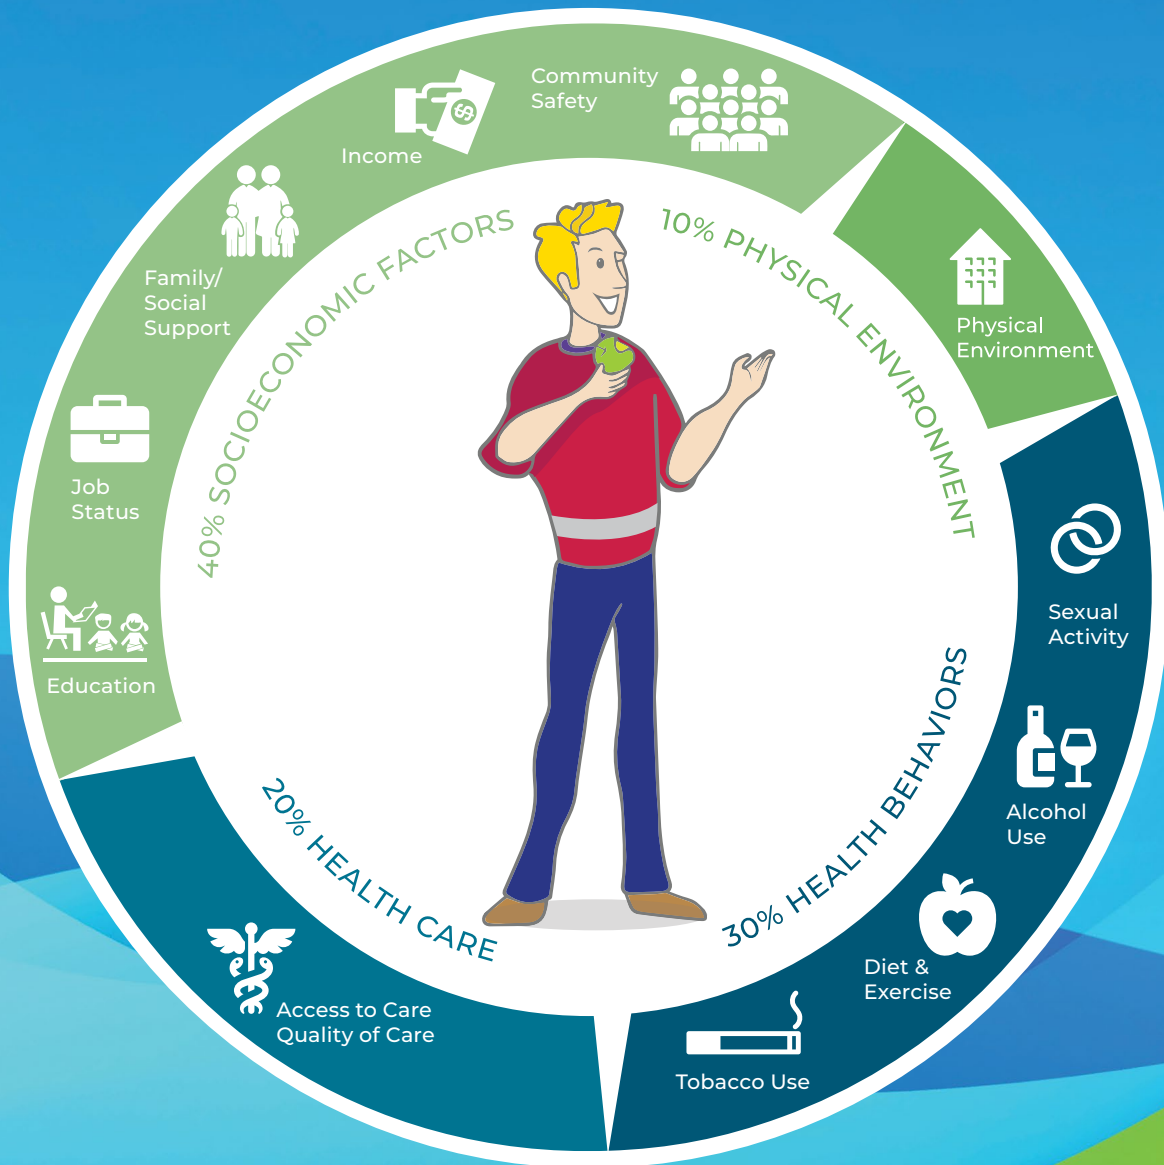 40% SOCIOECONOMIC FACTORS
Education
Job
Status
Family/
Social
Support
Income
Community
Safety
10% PHYSICAL ENVIRONMENT
Physical
Environment
30% HEALTH BEHAVIORS
Sexual
Activity
Alcohol
Use
Diet &
Exercise
Tobacco Use
20% HEALTH CARE
Access to Care
Quality of Care
$